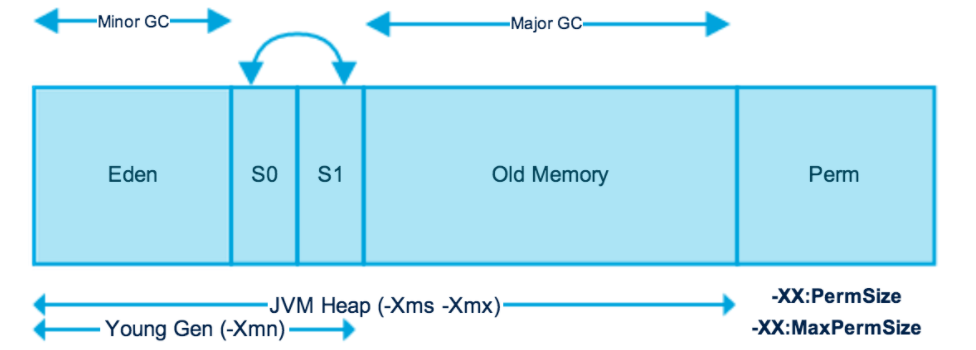 Minor GC
Major GC
Eden
S0
S1
Old Memory
Perm
JVM Heap (-Xms -Xmx)
-XX:PermSize
Young Gen (-Xmn)
-XX:MaxPermSize